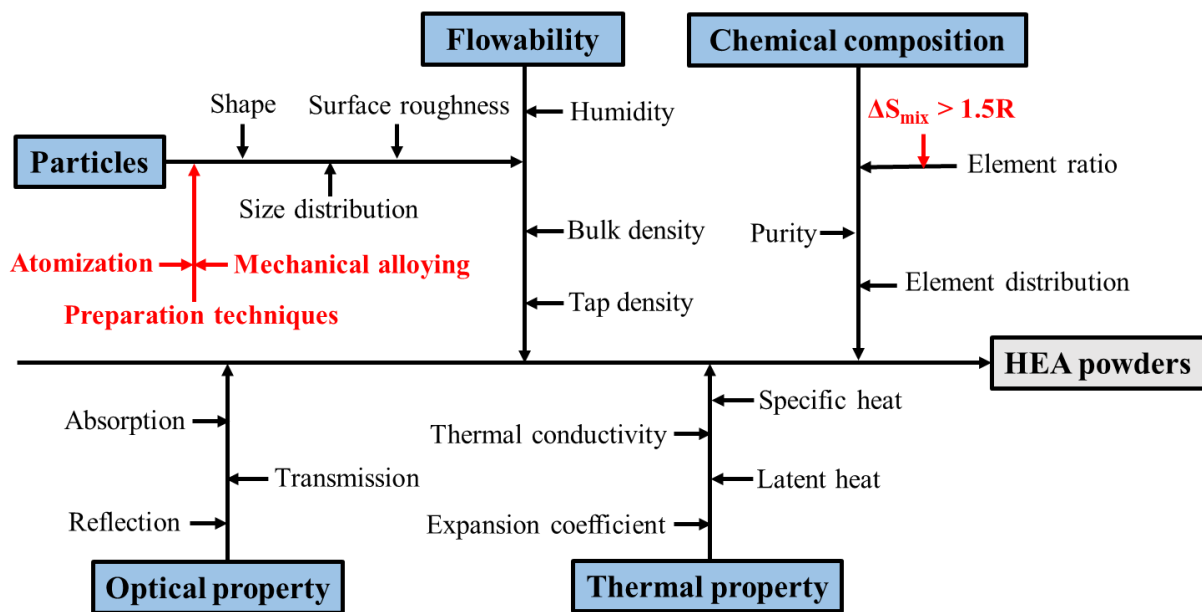 Flowability
Chemical composition
Shape
Surface roughness
Humidity
ΔSmix > 1.5R
Particles
Element ratio
Size distribution
Bulk density
Purity
Atomization
Mechanical alloying
Element distribution
Tap density
Preparation techniques
HEA powders
Specific heat
Absorption
Thermal conductivity
Transmission
Latent heat
Reflection
Expansion coefficient
Optical property
Thermal property